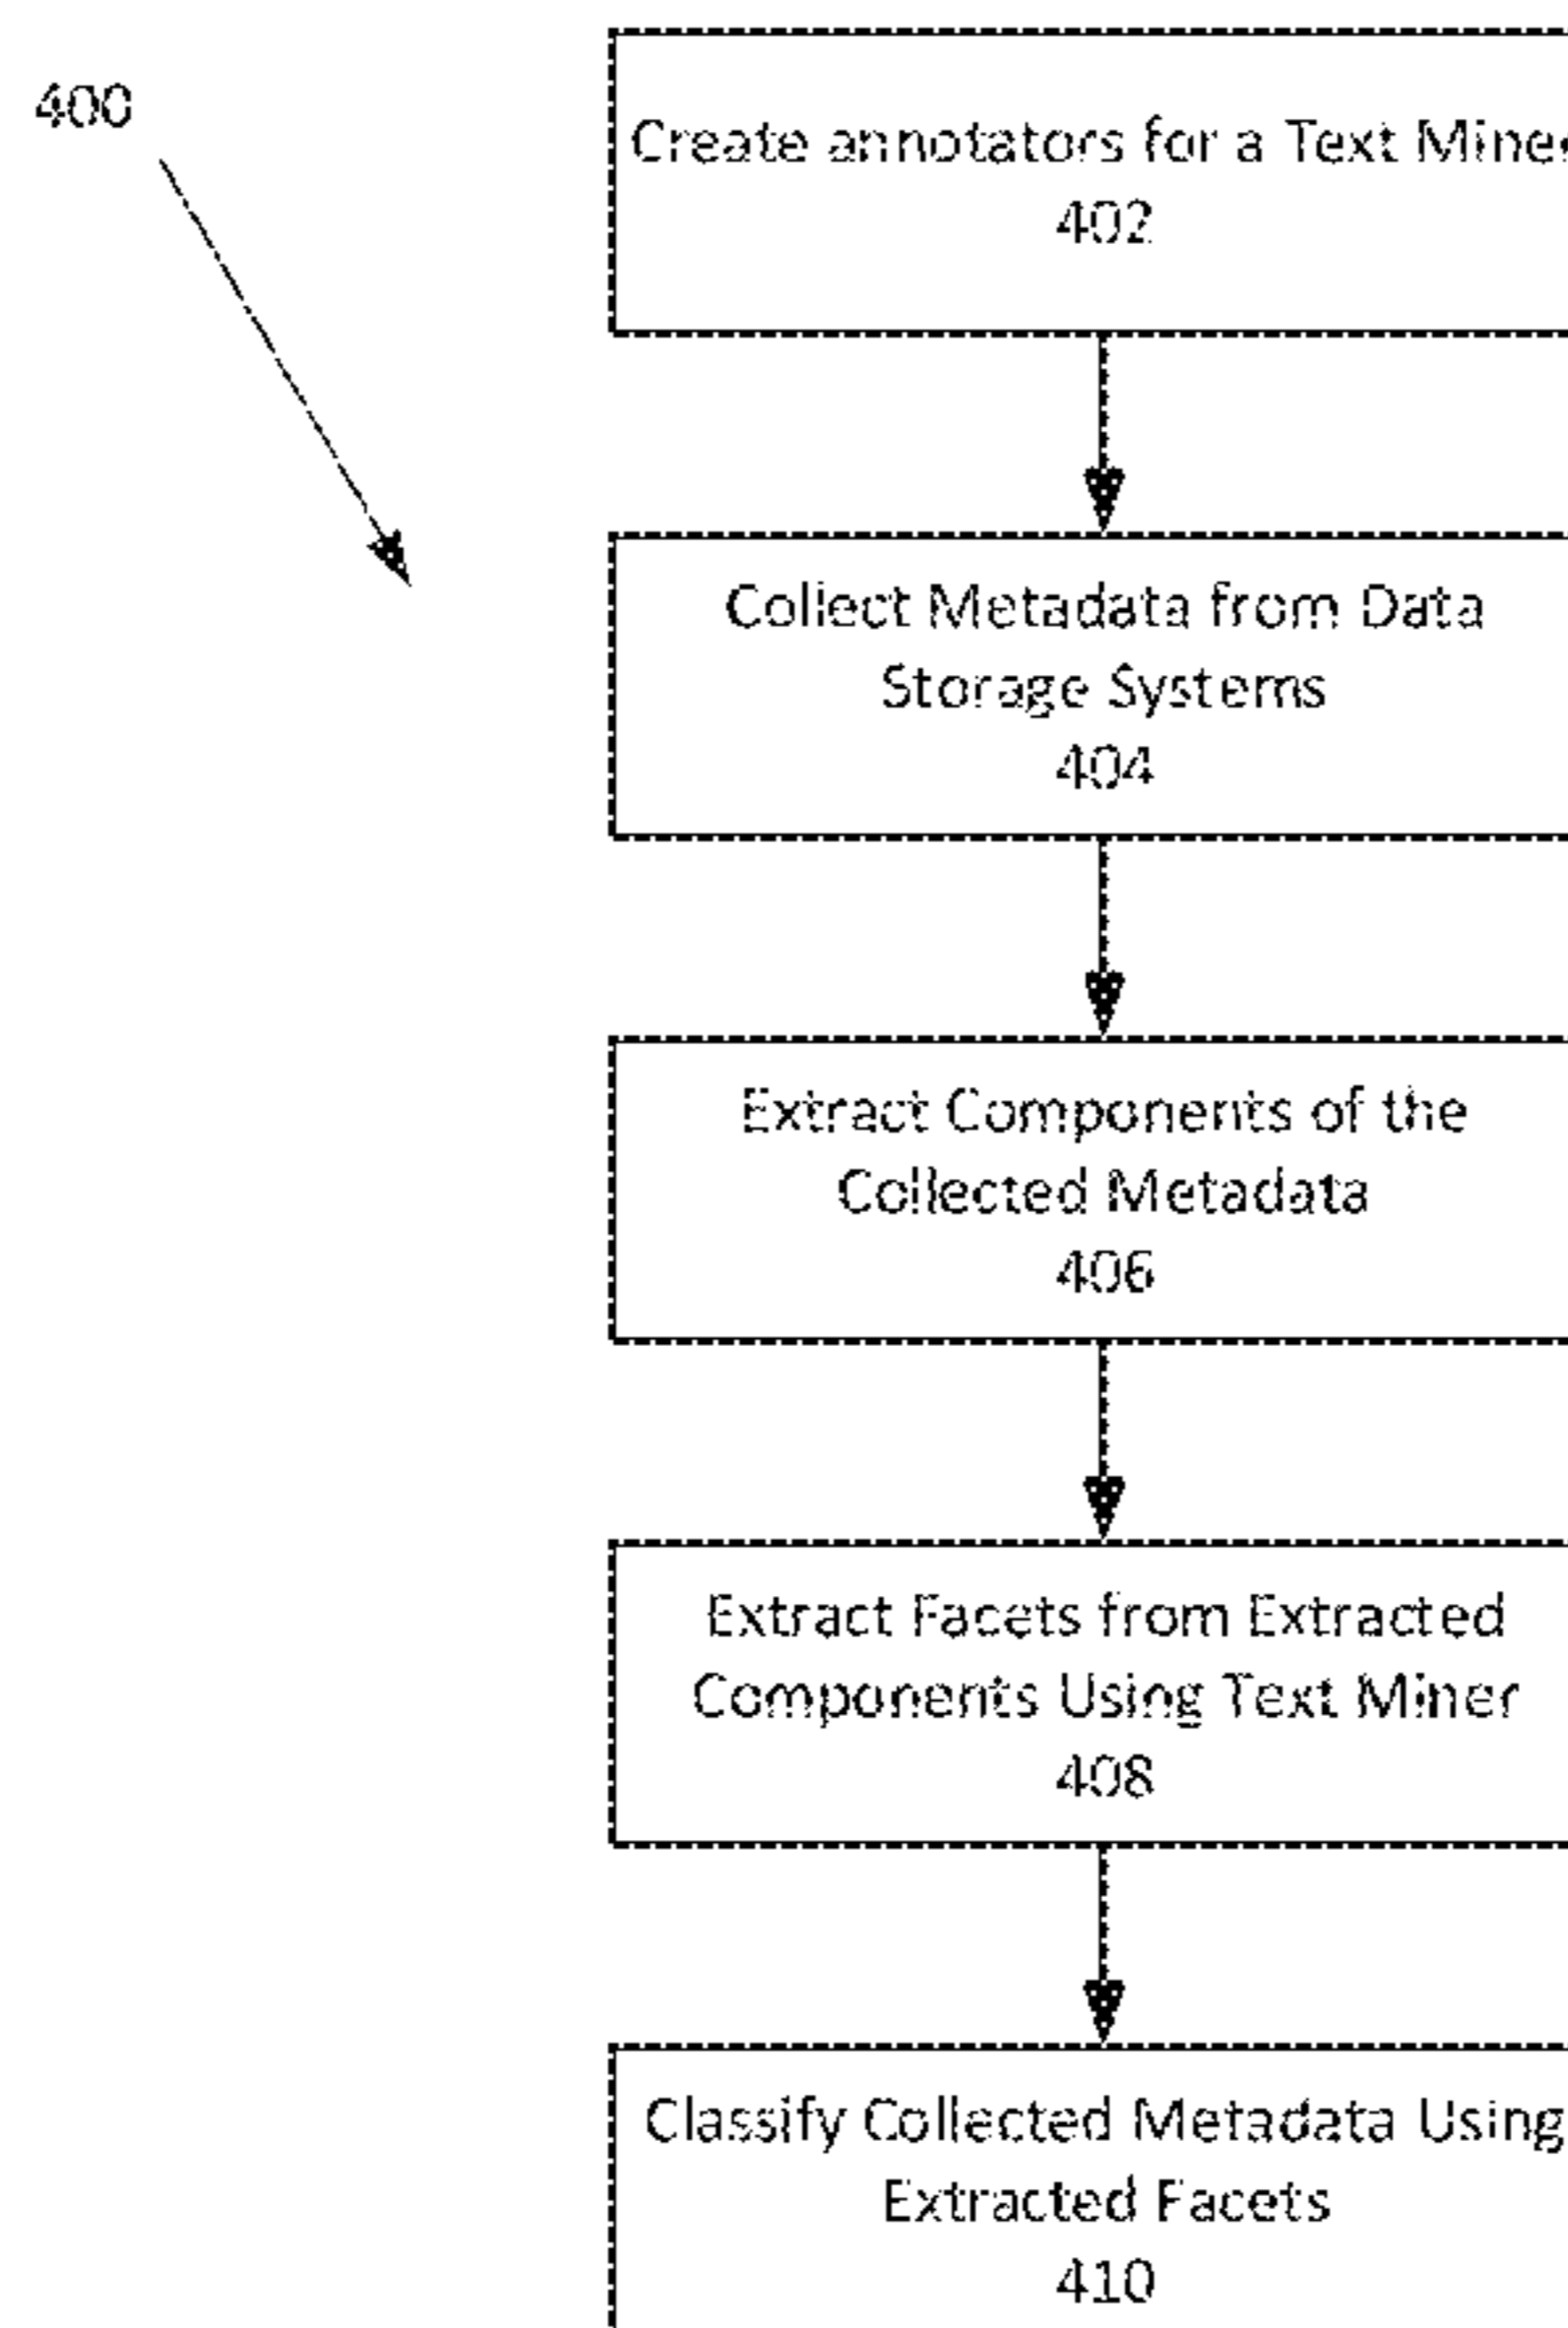 400
Create annotators for a Text Miner
402
Collect Metadata from Data
Storage Systems
404
Extract Components of the
Collected Metadata
406
Extract Facets from Extracted
Components Using Text Miner
408
Classify Collected Metadata Using
Extracted Facets
410